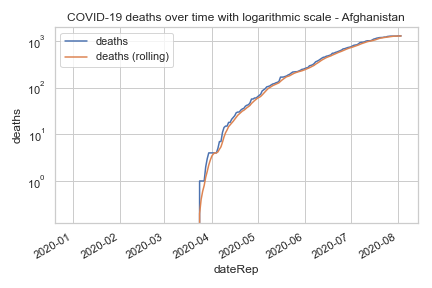 COVID-19 deaths over time with logarithmic scale - Afghanistan
deaths
deaths (rolling)
10³
10²
10¹
10⁰
deaths
2020-01
2020-02
2020-03
2020-04
2020-05
2020-06
2020-07
2020-08
dateRep